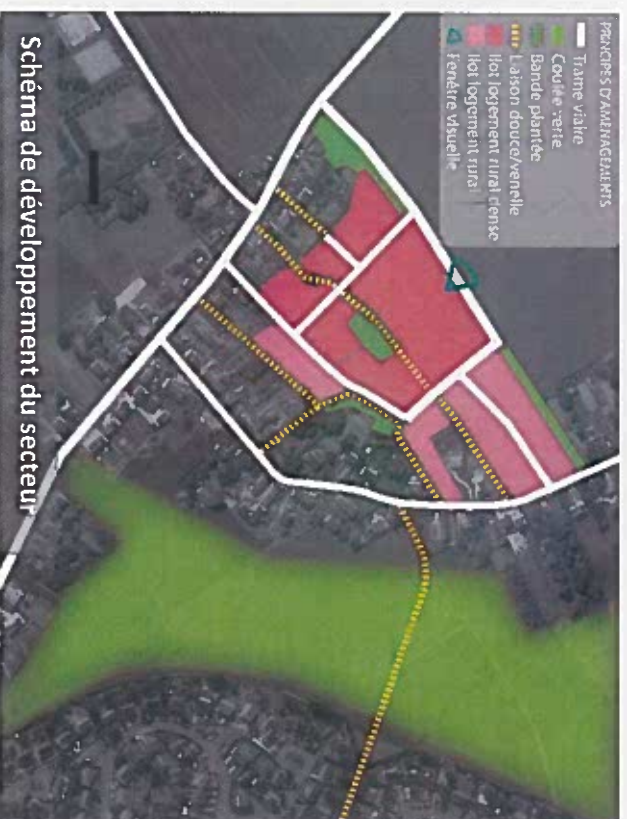 PRINCIPES D'AMÉNAGEMENTS
Trame viaire
Coulée verte
Bande plantée
Liaison douce/venelle
Ilot logement rural dense
Ilot logement rural
Fenêtre visuelle
Schéma de développement du secteur